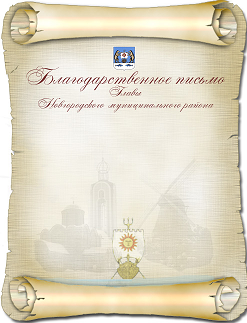 Благодарственное письмо
Главы
Новгородского муниципального района